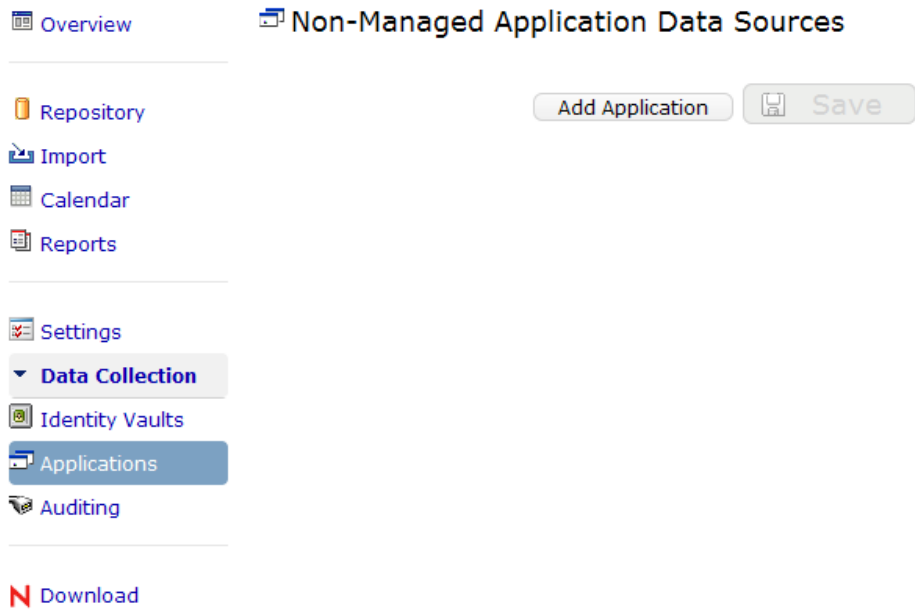 Overview
Repository
Import
Calendar
Reports
Settings
Data Collection
Identity Vaults
Applications
Auditing
N Download
Non-Managed Application Data Sources
Add Application
Save